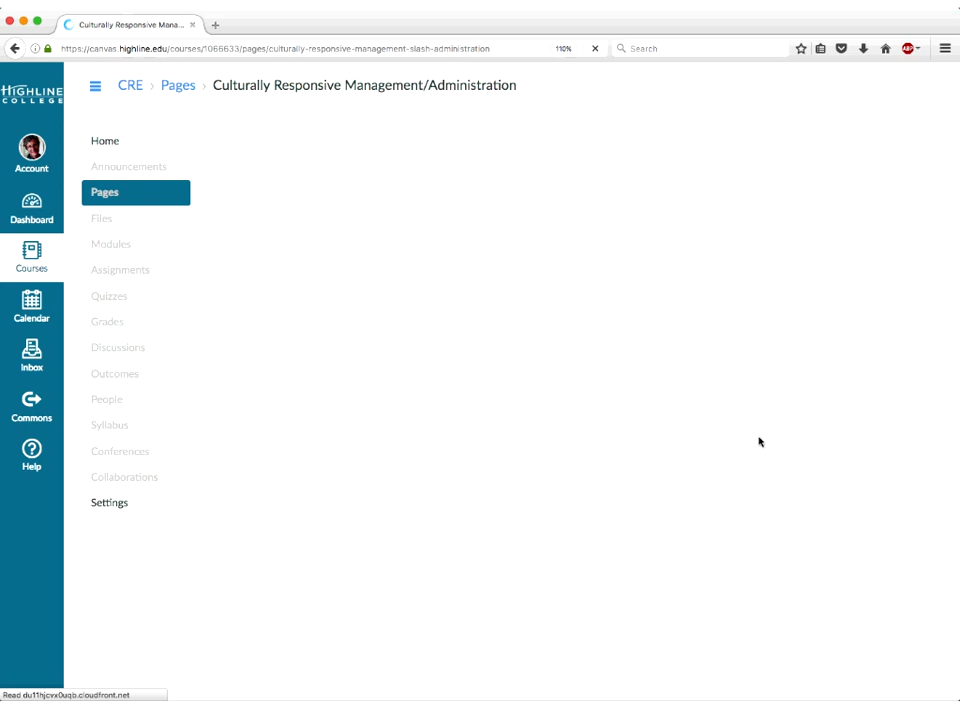 Culturally Responsive Mana...
https://canvas.highline.edu/courses/1066633/pages/culturally-responsive-management-slash-administration
110%
Search
ABP
HIGHLINE
COLLEGE
CRE › Pages › Culturally Responsive Management/Administration
Account
Dashboard
Courses
Calendar
Inbox
Commons
Help
Home
Announcements
Pages
Files
Modules
Assignments
Quizzes
Grades
Discussions
Outcomes
People
Syllabus
Conferences
Collaborations
Settings
Read du11hjcvx0uqb.cloudfront.net